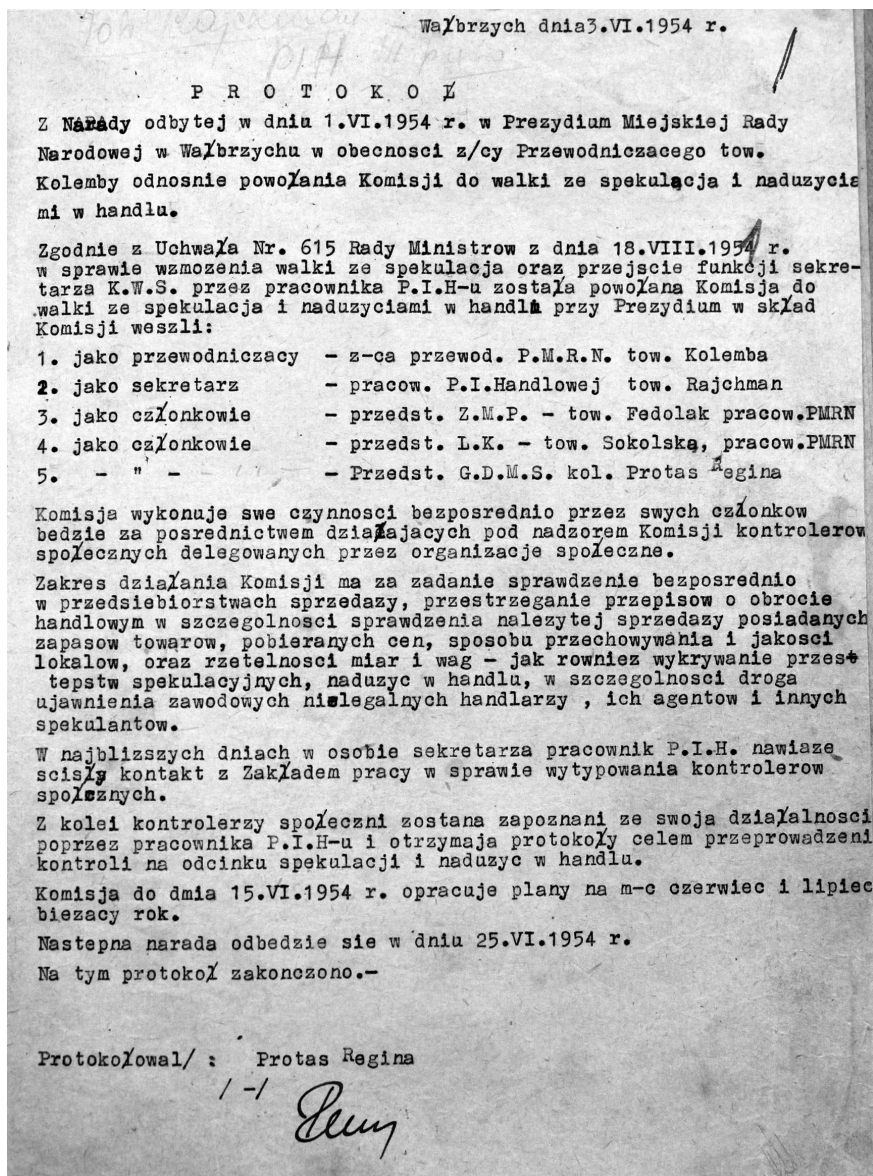 Wałbrzych dnia3.VI.1954 r.
P R O T O K O Ł
Z Narady odbytej w dniu 1.VI.1954 r. w Prezydium Miejskiej Rady
Narodowej w Wałbrzychu w obecnosci z/cy Przewodniczacego tow.
Kolemby odnosnie powołania Komisji do walki ze spekulącja i naduzycia
mi w handlu.
Zgodnie z Uchwała Nr. 615 Rady Ministrow z dnia 18.VIII.1951 r.
w sprawie wzmozenia walki ze spekulacja oraz przejscie funkcji sekre-
tarza K.W.S. przez pracownika P.I.H-u została powołana Komisja do
walki ze spekulacja i naduzyciami w handlu przy Prezydium w skład
Komisji weszli:
1. jako przewodniczacy - z-ca przewod. P.M.R.N. tow. Kolemba
2. jako sekretarz - pracow. P.I.Handlowej tow. Rajchman
3. jako członkowie - przedst. Z.M.P. - tow. Fedolak pracow.PMRN
4. jako członkowie - przedst. L.K. - tow. Sokolską, pracow.PMRN
5. - " - - Przedst. G.D.M.S. kol. Protas Regina
Komisja wykonuje swe czynnosci bezposrednio przez swych członkow
bedzie za posrednictwem działajacych pod nadzorem Komisji kontrolerow
społecznych delegowanych przez organizacje społeczne.
Zakres działania Komisji ma za zadanie sprawdzenie bezposrednio
w przedsiebiorstwach sprzedazy, przestrzeganie przepisow o obrocie
handlowym w szczegolnosci sprawdzenia nalezytej sprzedazy posiadanych
zapasow towarow, pobieranych cen, sposobu przechowywania i jakosci
lokalow, oraz rzetelnosci miar i wag - jak rowniez wykrywanie przes+
tepstw spekulacyjnych, naduzyc w handlu, w szczegolnosci droga
ujawnienia zawodowych nielegalnych handlarzy , ich agentow i innych
spekulantow.
W najblizszych dniach w osobie sekretarza pracownik P.I.H. nawiaze
scisły kontakt z Zakładem pracy w sprawie wytypowania kontrolerow
społcznych.
Z kolei kontrolerzy społeczni zostana zapoznani ze swoja działalnosci
poprzez pracownika P.I.H-u i otrzymaja protokoły celem przeprowadzeni
kontroli na odcinku spekulacji i naduzyc w handlu.
Komisja do dmia 15.VI.1954 r. opracuje plany na m-c czerwiec i lipiec
biezacy rok.
Nastepna narada odbedzie sie w dniu 25.VI.1954 r.
Na tym protokoł zakonczono.-
Protokołowal/ : Protas Regina
/ -/